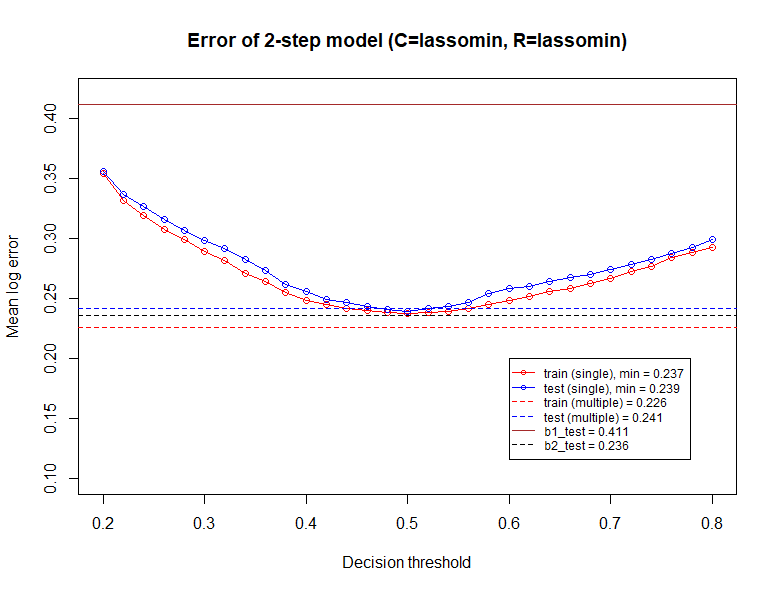 Error of 2-step model (C=lassomin, R=lassomin)
Mean log error
0.40
0.35
0.30
0.25
0.20
0.15
0.10
train (single), min = 0.237
test (single), min = 0.239
train (multiple) = 0.226
test (multiple) = 0.241
b1_test = 0.411
b2_test = 0.236
0.2 0.3 0.4 0.5 0.6 0.7 0.8
Decision threshold